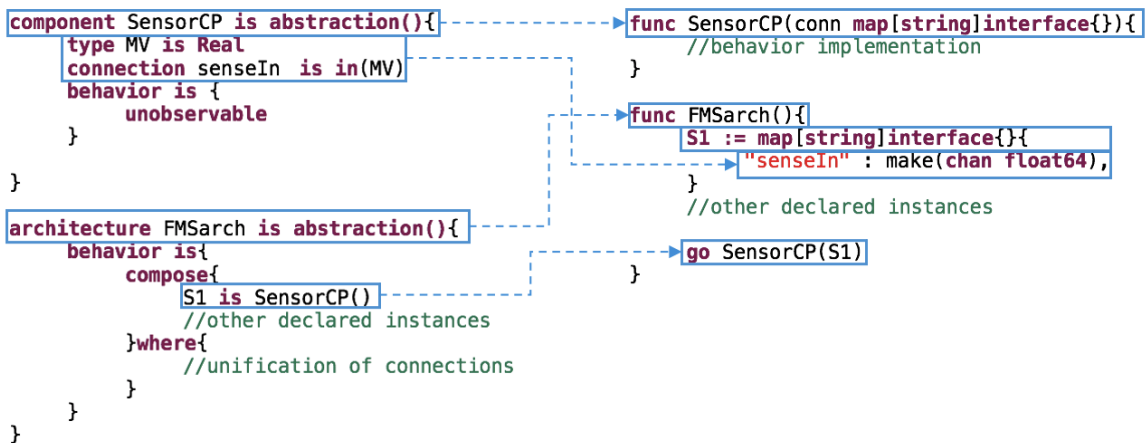 component SensorCP is abstraction(){
type MV is Real
connection senseIn is in(MV)
behavior is {
unobservable
}
}
architecture FMSarch is abstraction(){
behavior is{
compose{
S1 is SensorCP()
//other declared instances
}where{
//unification of connections
}
}
}
func SensorCP(conn map[string]interface{}){
//behavior implementation
}
func FMSarch(){
S1 := map[string]interface{}{
"senseIn" : make(chan float64),
}
//other declared instances
go SensorCP(S1)
}